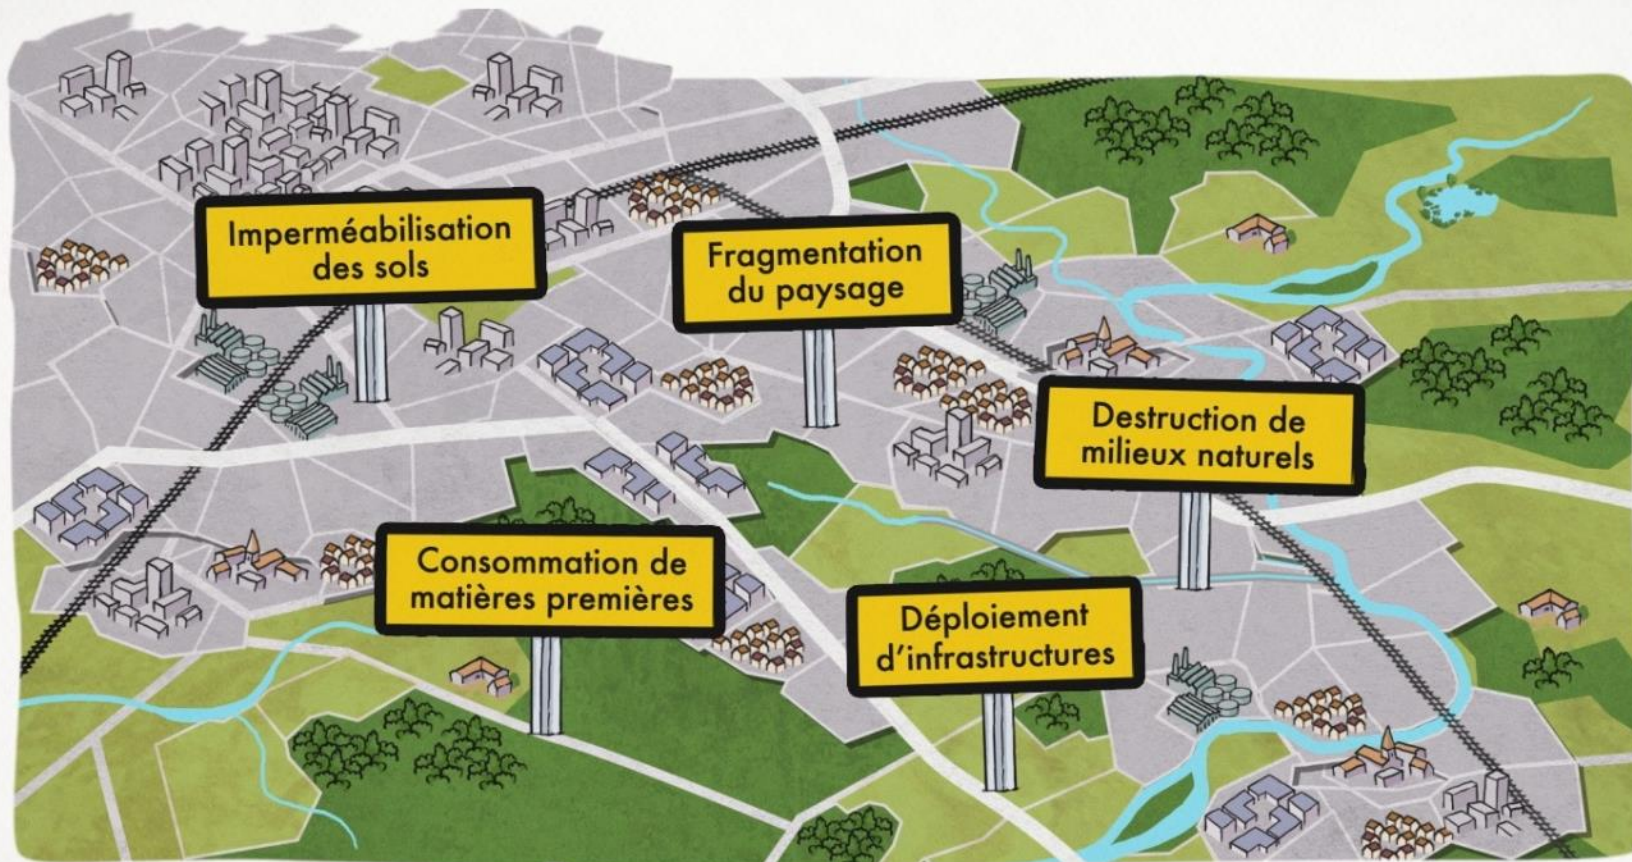 Imperméabilisation
des sols
Fragmentation
du paysage
Destruction de
milieux naturels
Consommation de
matières premières
Déploiement
d'infrastructures